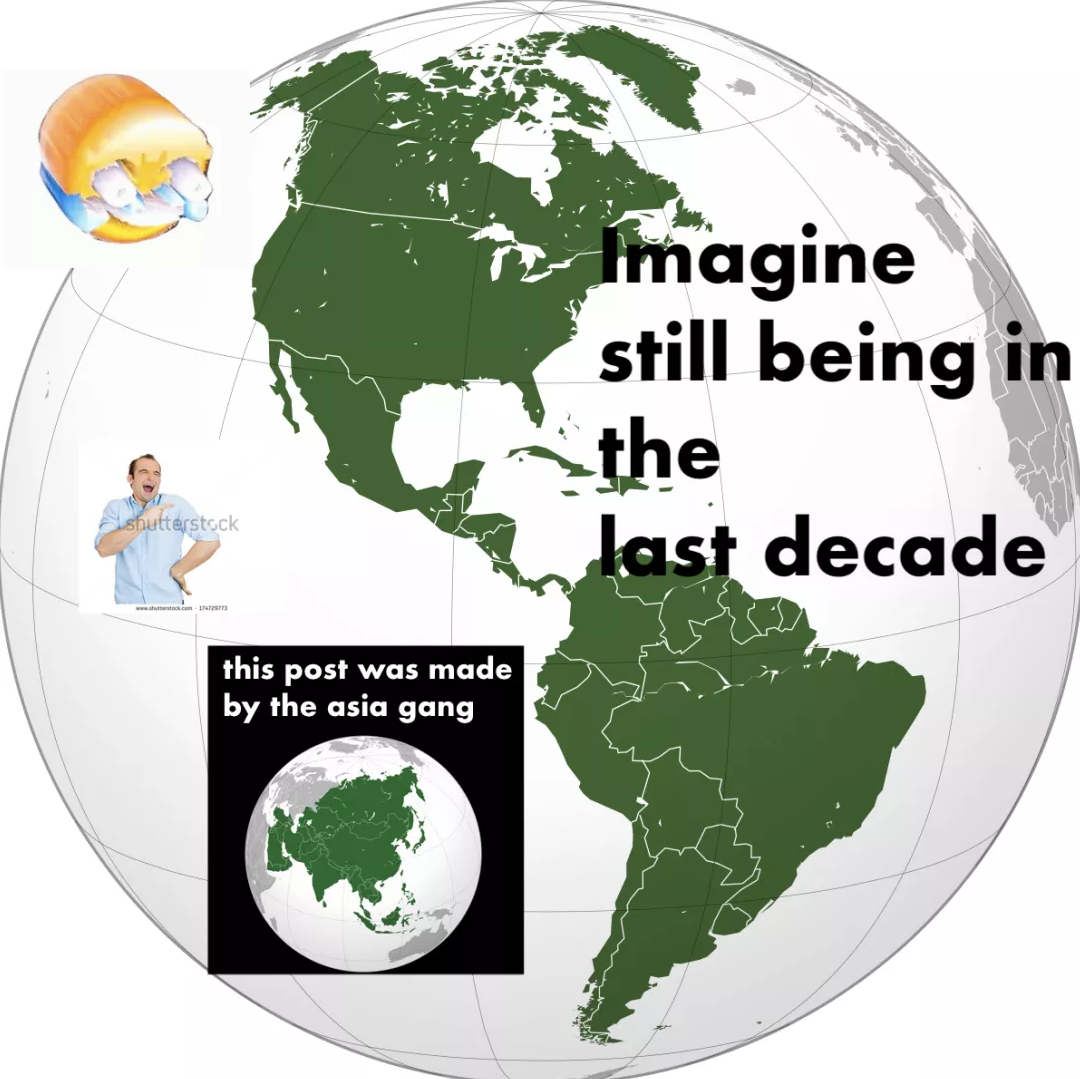 Imagine
still being in
the
last decade
shutterstock
www.shutterstock.com · 174729773
this post was made
by the asia gang